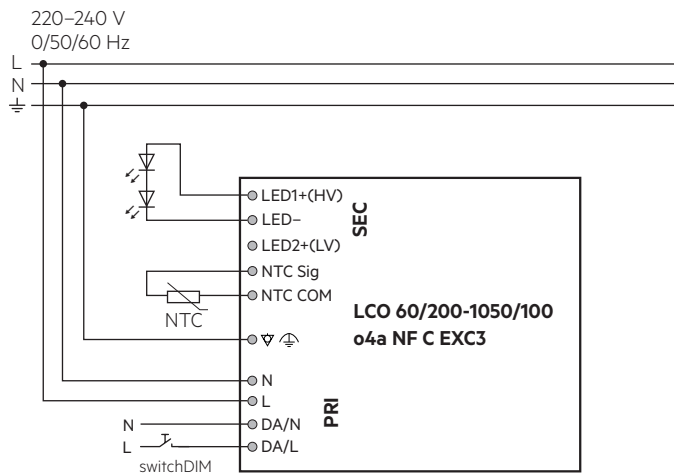 220–240 V
0/50/60 Hz
L
N
LED1+(HV)
LED–
SEC
LED2+(LV)
NTC Sig
NTC COM
NTC
LCO 60/200-1050/100
o4a NF C EXC3
N
L
PRI
N
DA/N
L
DA/L
switchDIM